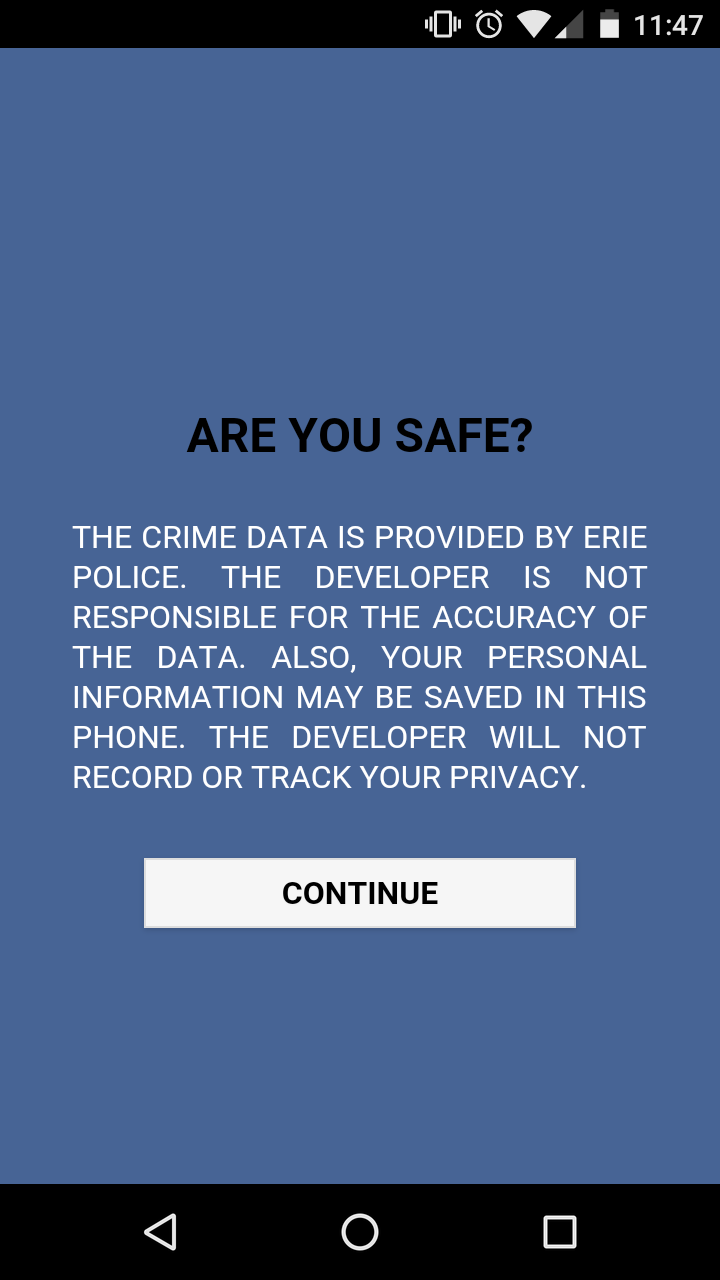 11:47
ARE YOU SAFE?
THE CRIME DATA IS PROVIDED BY ERIE
POLICE. THE DEVELOPER IS NOT
RESPONSIBLE FOR THE ACCURACY OF
THE DATA. ALSO, YOUR PERSONAL
INFORMATION MAY BE SAVED IN THIS
PHONE. THE DEVELOPER WILL NOT
RECORD OR TRACK YOUR PRIVACY.
CONTINUE